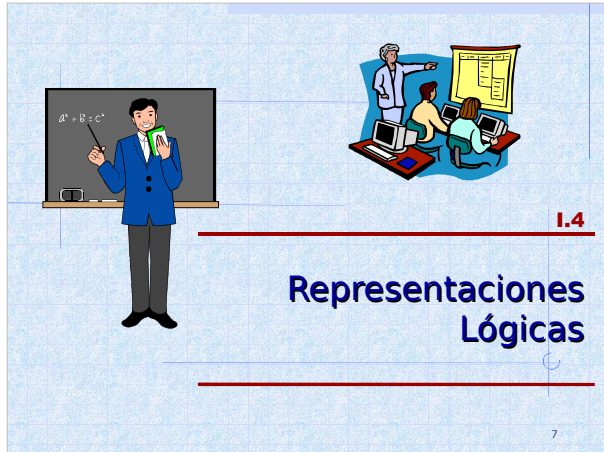 a² + b² = c²
I.4
Representaciones
Lógicas
7